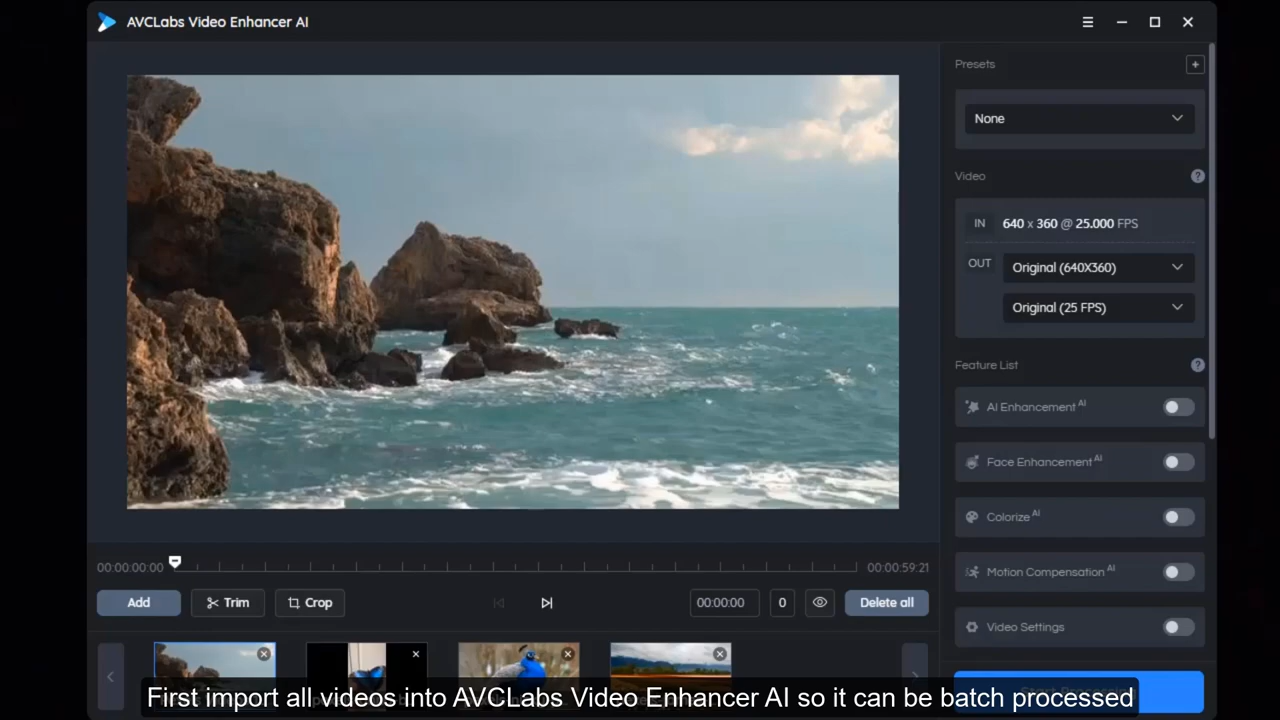 AVCLabs Video Enhancer AI
Presets
None
Video
IN 640 x 360 @ 25.000 FPS
OUT Original (640X360)
Original (25 FPS)
Feature List
AI Enhancement AI
Face Enhancement AI
Colorize AI
Motion Compensation AI
Video Settings
00:00:00:00
00:00:59:21
Add
Trim
Crop
00:00:00
0
Delete all
First import all videos into AVCLabs Video Enhancer AI so it can be batch processed